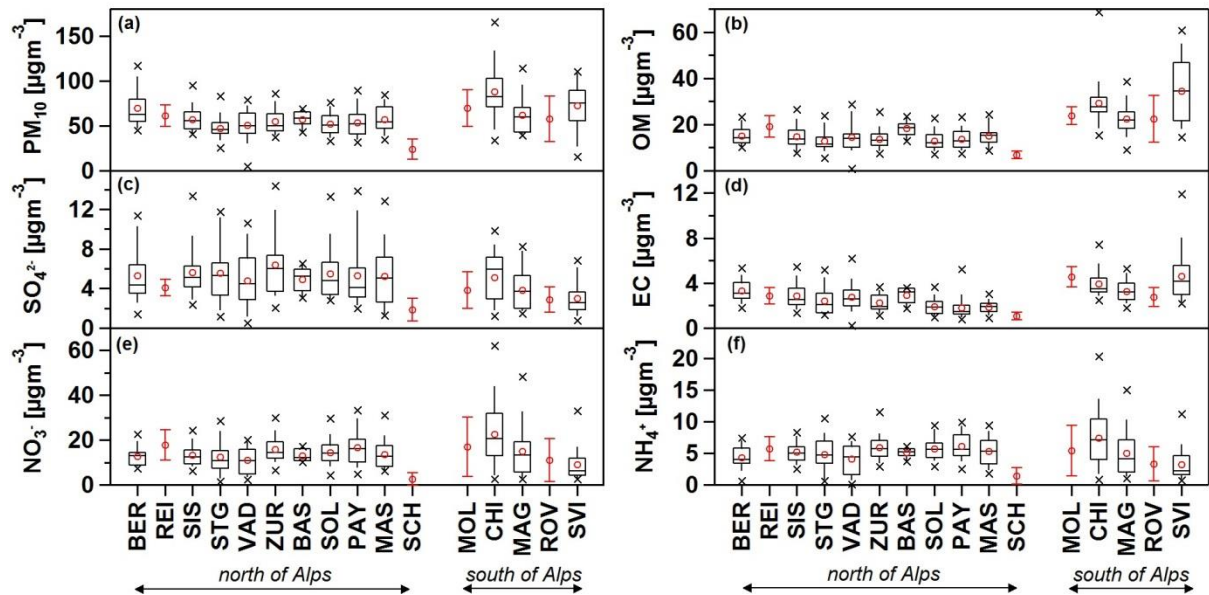 (a)
PM10 [µgm⁻³]
150
100
50
0
(b)
OM [µgm⁻³]
60
40
20
0
(c)
SO₄²⁻ [µgm⁻³]
12
8
4
0
(d)
EC [µgm⁻³]
12
8
4
0
(e)
NO₃⁻ [µgm⁻³]
60
40
20
0
(f)
NH₄⁺ [µgm⁻³]
20
15
10
5
0
BER REI SIS STG VAD ZUR BAS SOL PAY MAS SCH MOL CHI MAG ROV SVI
north of Alps south of Alps
BER REI SIS STG VAD ZUR BAS SOL PAY MAS SCH MOL CHI MAG ROV SVI
north of Alps south of Alps